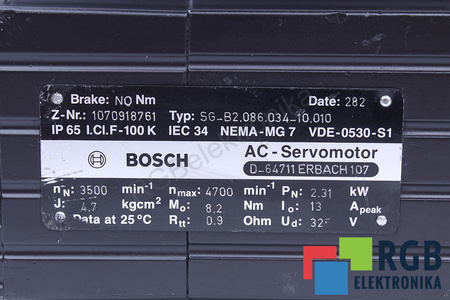 Brake: NO Nm Date: 282
Z-Nr.: 1070918761 Typ: SG-B2.086.034-10.010
IP 65 I.CI.F-100 K IEC 34 NEMA-MG 7 VDE-0530-S1
BOSCH AC-Servomotor
D-64711 ERBACH 107
nN: 3500 min-1 nmax: 4700 min-1 PN: 2.31 kW
J: 4.7 kgcm2 Mo: 8.2 Nm Io: 13 Apeak
Data at 25°C Rtt: 0.9 Ohm Ud: 325 V
RGB
ELEKTRONIKA